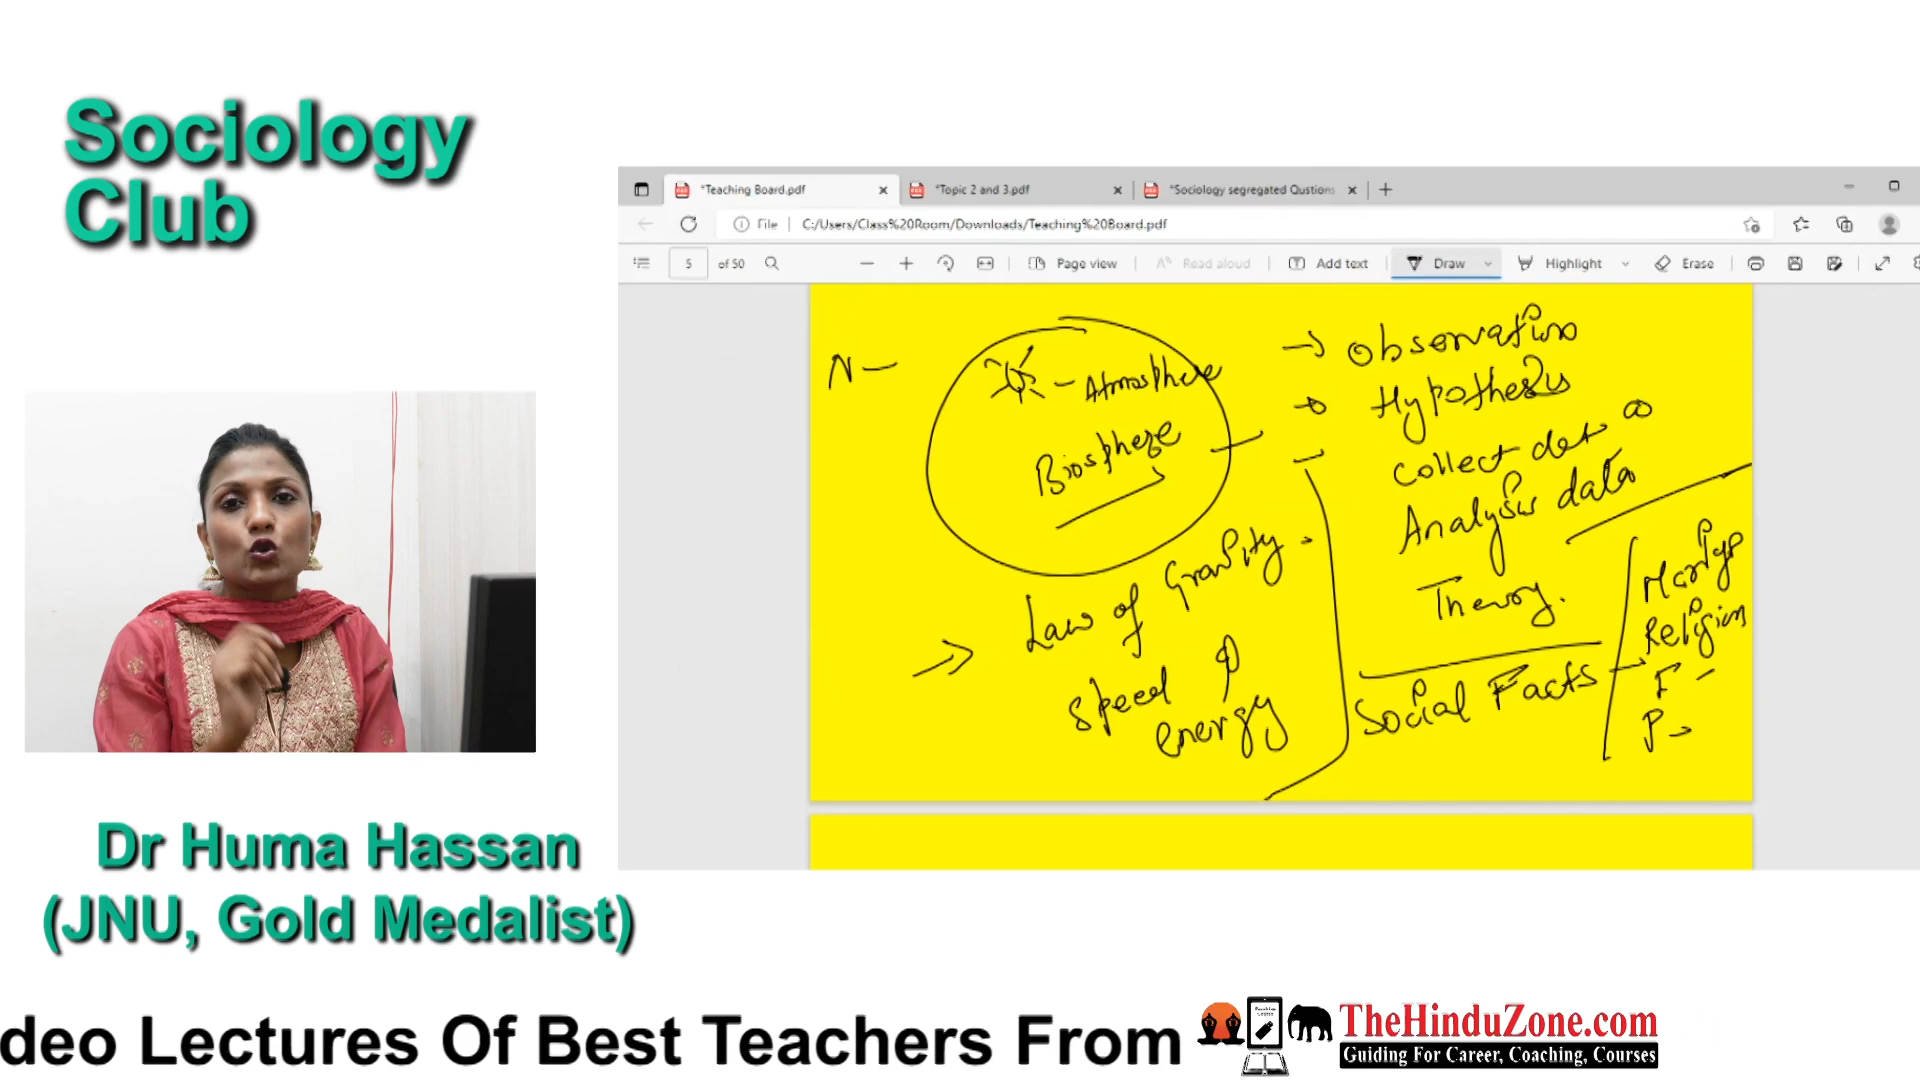 Sociology
Club
*Teaching Board.pdf
*Topic 2 and 3.pdf
*Sociology segregated Qustions
File
C:/Users/Class%20Room/Downloads/Teaching%20Board.pdf
5 of 50
Page view
Read aloud
Add text
Draw
Highlight
Erase
N -
Atmosphere
Biosphere
Law of Gravity
Speed
energy
Observation
Hypothesis
Collect data
Analysis data
Theory.
Social Facts
Religion
F -
P -
Dr Huma Hassan
(JNU, Gold Medalist)
deo Lectures Of Best Teachers From
TheHinduZone.com
Guiding For Career, Coaching, Courses